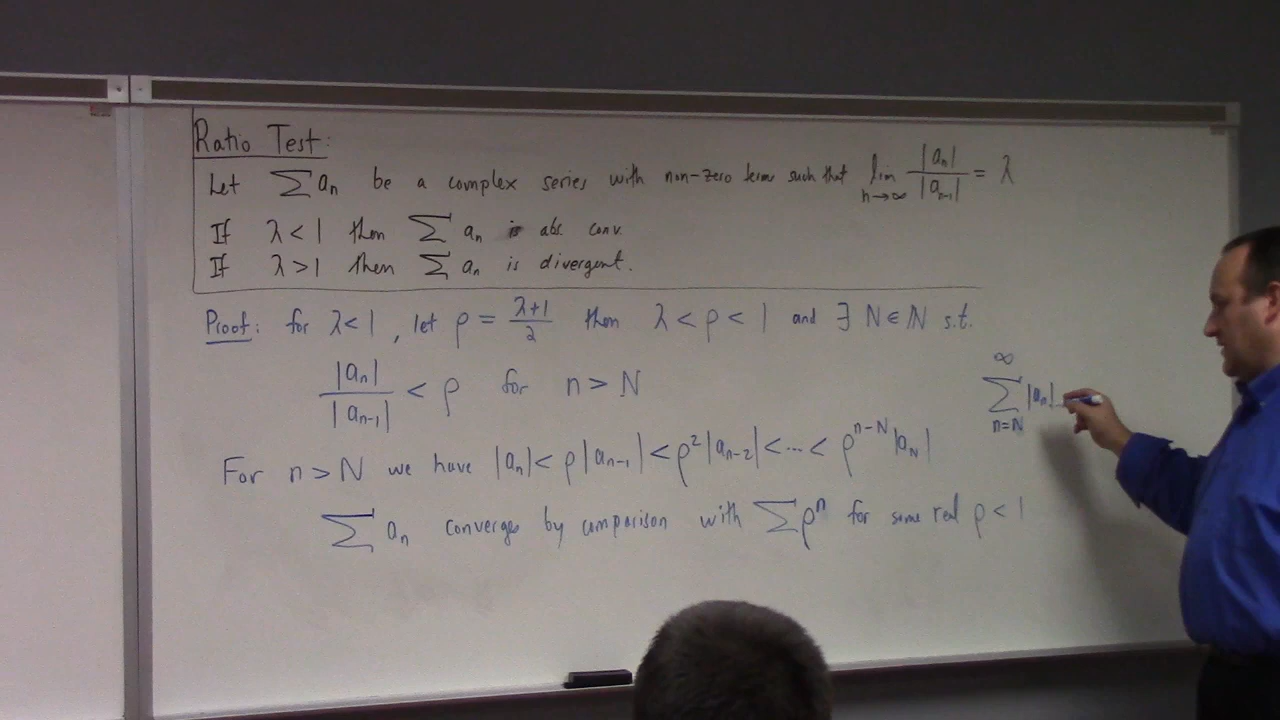 Ratio Test:
Let ∑ aₙ be a complex series with non-zero terms such that lim n→∞ |aₙ| / |aₙ₋₁| = λ
If λ < 1 then ∑ aₙ is abs. conv.
If λ > 1 then ∑ aₙ is divergent.
Proof: for λ < 1, let ρ = (λ+1)/2 then λ < ρ < 1 and ∃ N ∈ ℕ s.t.
|aₙ| / |aₙ₋₁| < ρ for n > N
∑ n=N ∞ |aₙ|
For n > N we have |aₙ| < ρ|aₙ₋₁| < ρ²|aₙ₋₂| < ... < ρⁿ⁻ᴺ |a_N|
∑ aₙ converges by comparison with ∑ρⁿ for some real ρ < 1